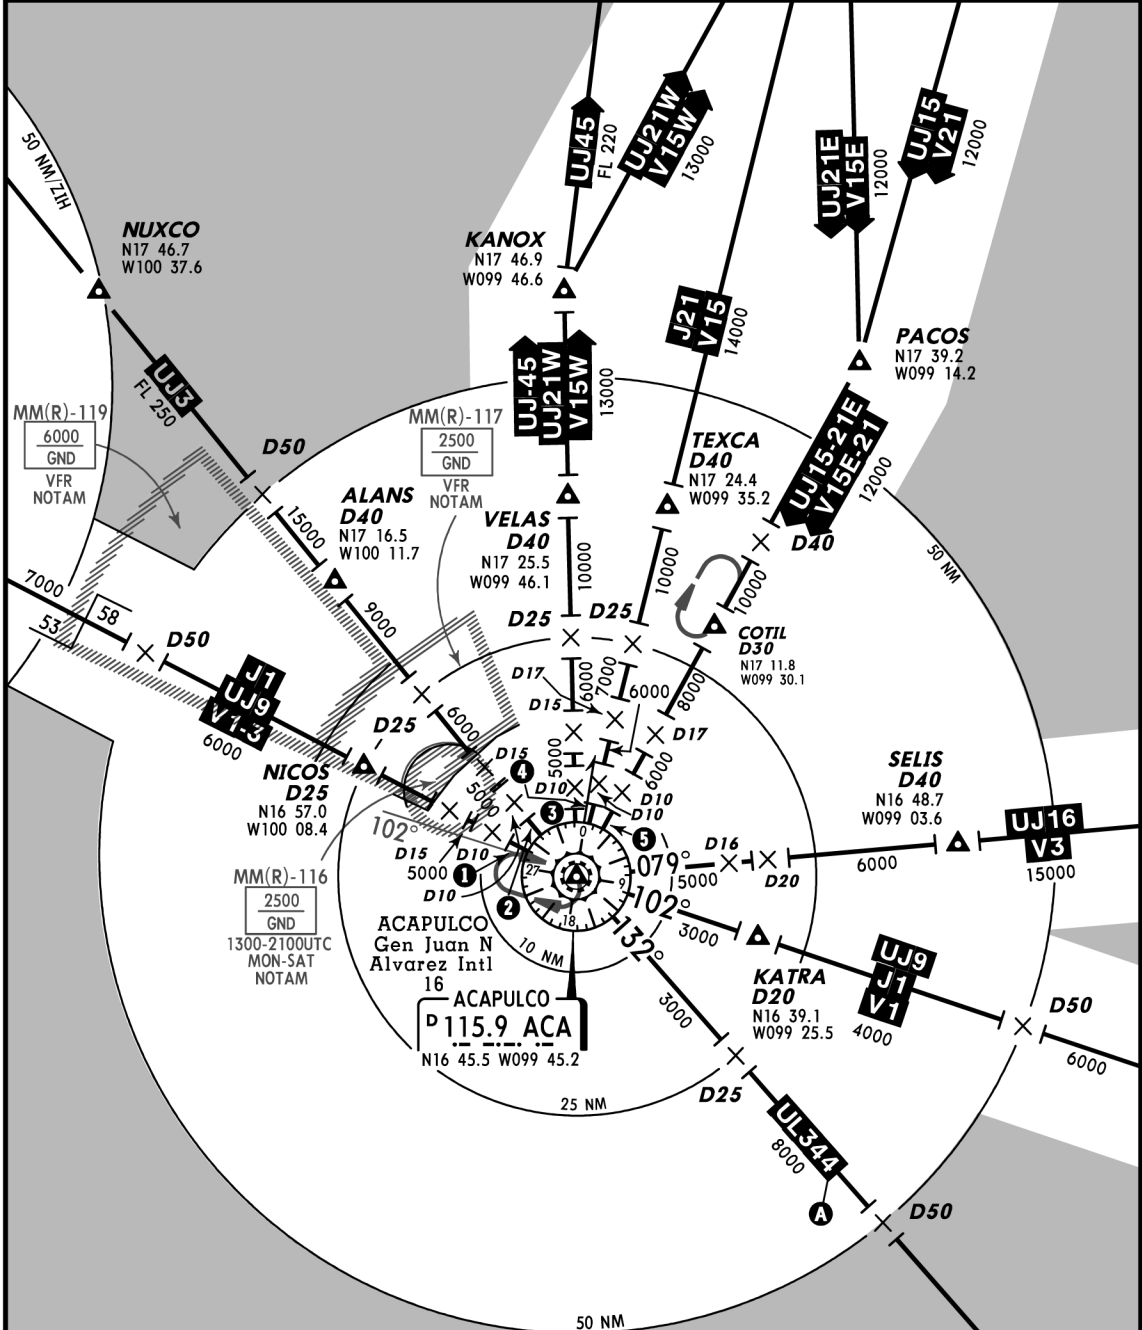 50 NM/ZIH
UJ45
FL 220
UJ21W
V15W
13000
UJ21E
V15E
12000
UJ15
V21
12000
NUXCO
N17 46.7
W100 37.6
KANOX
N17 46.9
W099 46.6
J21
V15
14000
PACOS
N17 39.2
W099 14.2
UJ3
FL 250
UJ-45
UJ21W
V15W
13000
MM(R)-119
6000
GND
VFR
NOTAM
MM(R)-117
2500
GND
VFR
NOTAM
D50
UJ15-21E
V15E-21
12000
TEXCA
D40
N17 24.4
W099 35.2
ALANS
D40
N17 16.5
W100 11.7
15000
VELAS
D40
N17 25.5
W099 46.1
D40
50 NM
10000
10000
10000
7000
58
53
D50
9000
D25
D25
COTIL
D30
N17 11.8
W099 30.1
J1
UJ9
V1-3
6000
D17
6000
7000
6000
8000
D15
D17
6000
D25
D15
5000
6000
NICOS
D25
N16 57.0
W100 08.4
4
D10
D10
D10
5000
SELIS
D40
N16 48.7
W099 03.6
UJ16
V3
15000
3
0
5
102°
D15
5000
D10
1
D10
27
9
18
079°
5000
D16
D20
6000
MM(R)-116
2500
GND
1300-2100UTC
MON-SAT
NOTAM
2
102°
3000
132°
ACAPULCO
Gen Juan N
Alvarez Intl
16
10 NM
KATRA
D20
N16 39.1
W099 25.5
UJ9
J1
V1
4000
D50
6000
ACAPULCO
D 115.9 ACA
N16 45.5 W099 45.2
3000
D25
25 NM
UL344
8000
A
D50
50 NM